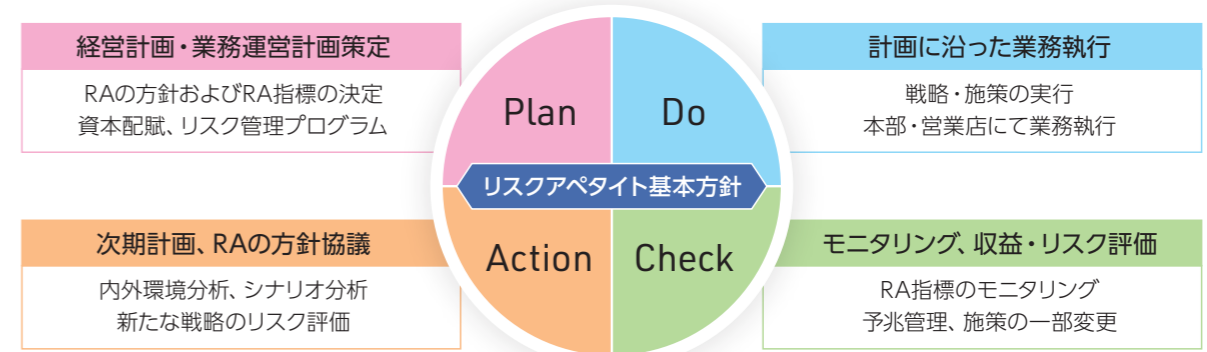 経営計画・業務運営計画策定
RAの方針およびRA指標の決定
資本配賦、リスク管理プログラム
Plan
Do
計画に沿った業務執行
戦略・施策の実行
本部・営業店にて業務執行
リスクアペタイト基本方針
次期計画、RAの方針協議
内外環境分析、シナリオ分析
新たな戦略のリスク評価
Action
Check
モニタリング、収益・リスク評価
RA指標のモニタリング
予兆管理、施策の一部変更